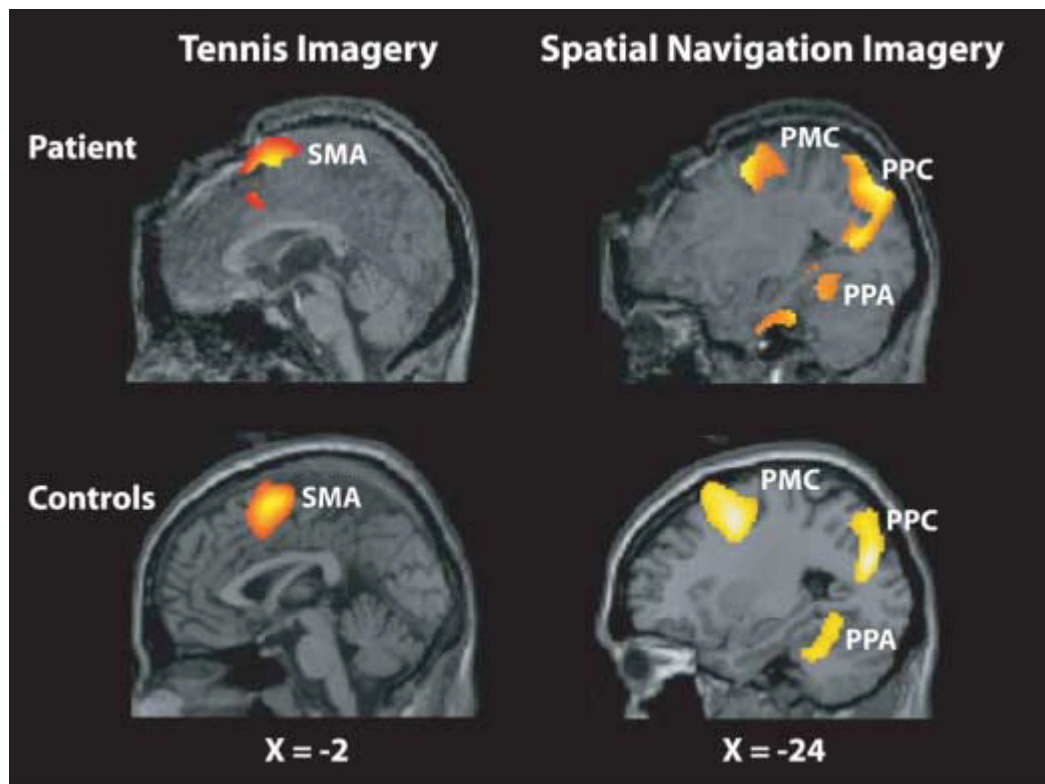 Tennis Imagery
Spatial Navigation Imagery
Patient
SMA
PMC
PPC
PPA
Controls
SMA
PMC
PPC
PPA
X = -2
X = -24